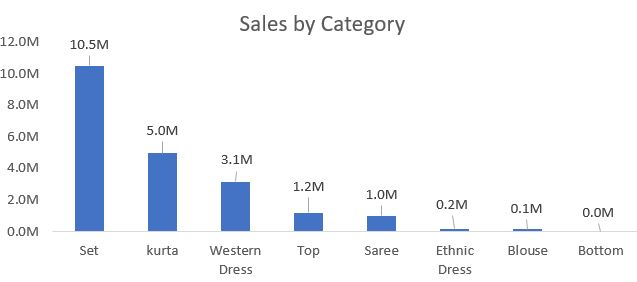 Sales by Category
12.0M
10.0M
8.0M
6.0M
4.0M
2.0M
0.0M
10.5M
5.0M
3.1M
1.2M
1.0M
0.2M
0.1M
0.0M
Set
kurta
Western
Dress
Top
Saree
Ethnic
Dress
Blouse
Bottom